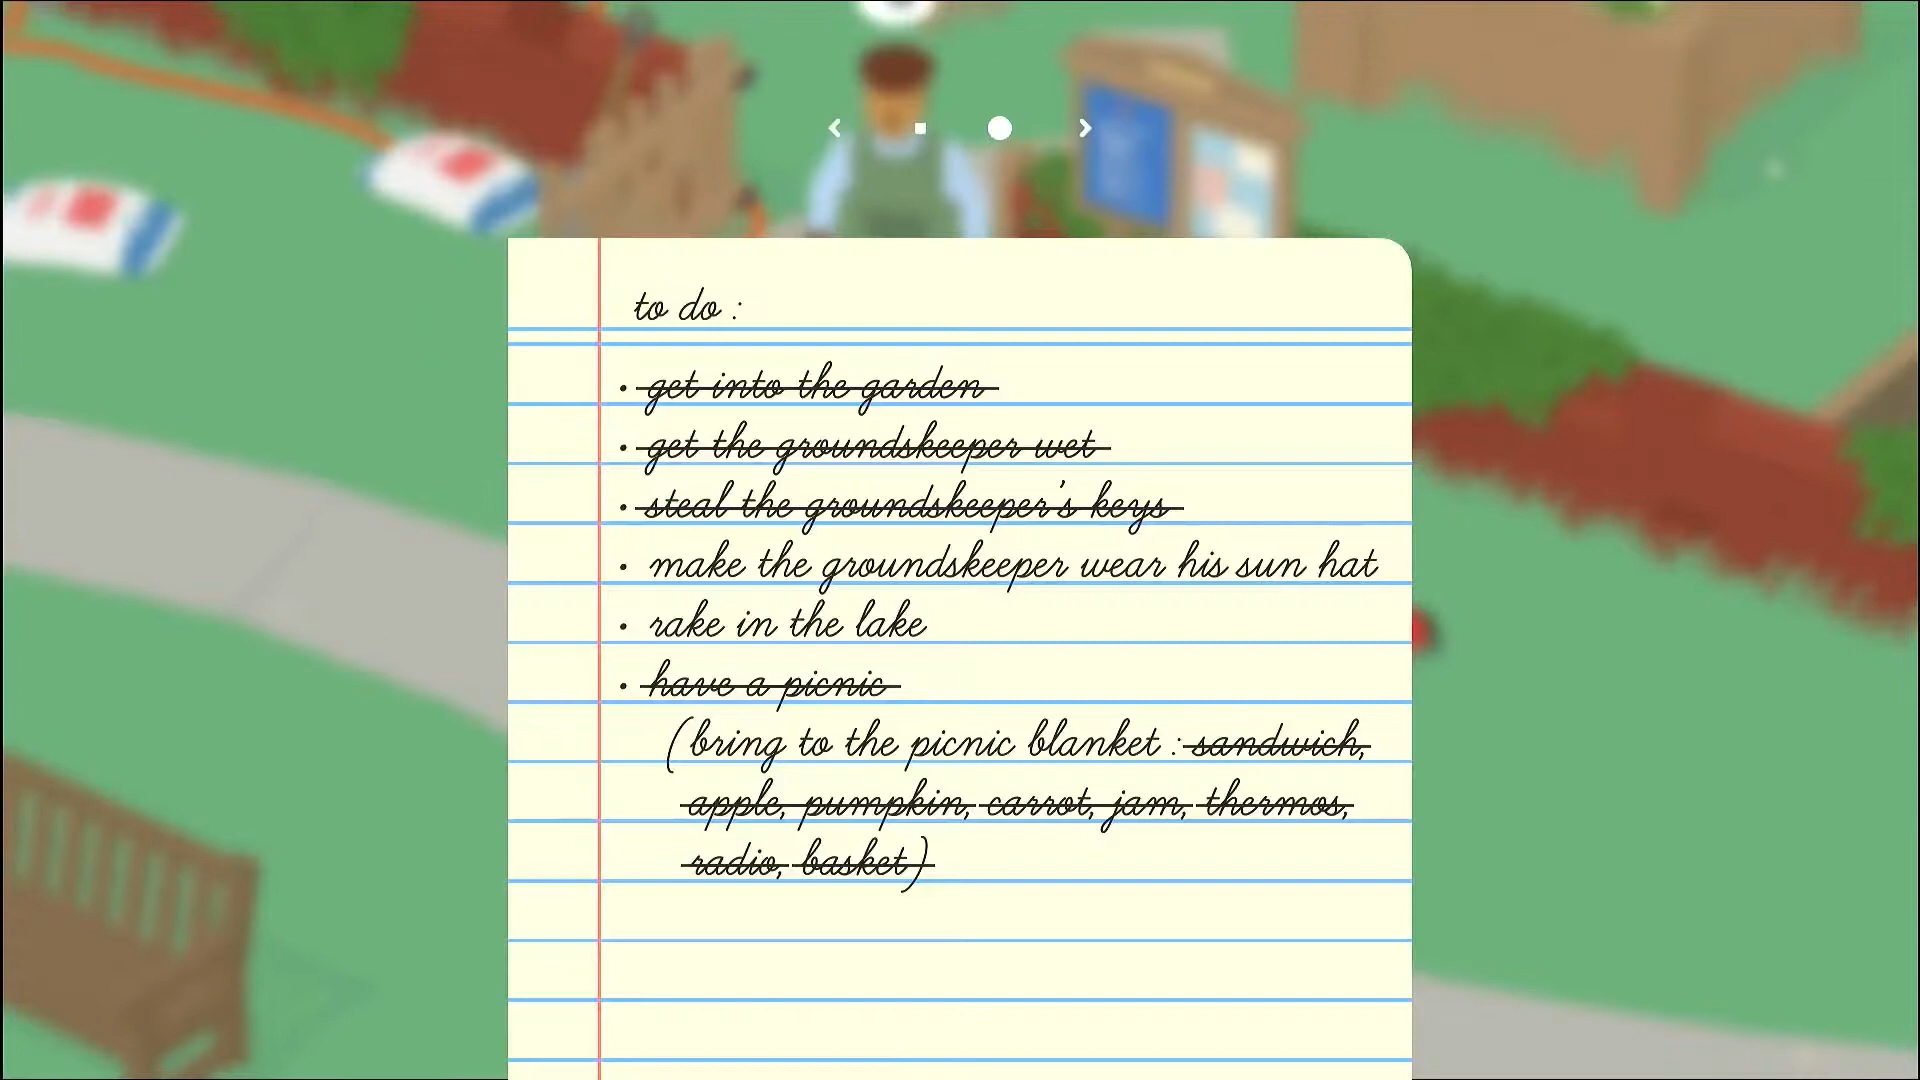 to do :
• get into the garden
• get the groundskeeper wet
• steal the groundskeeper's keys
• make the groundskeeper wear his sun hat
• rake in the lake
• have a picnic
(bring to the picnic blanket : sandwich,
apple, pumpkin, carrot, jam, thermos,
radio, basket)